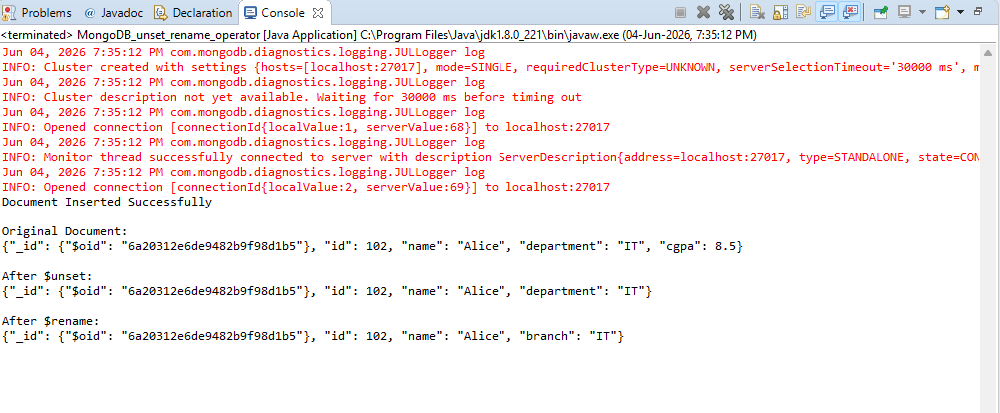 Problems @ Javadoc Declaration Console
<terminated> MongoDB_unset_rename_operator [Java Application] C:\Program Files\Java\jdk1.8.0_221\bin\javaw.exe (04-Jun-2026, 7:35:12 PM)
Jun 04, 2026 7:35:12 PM com.mongodb.diagnostics.logging.JULLogger log
INFO: Cluster created with settings {hosts=[localhost:27017], mode=SINGLE, requiredClusterType=UNKNOWN, serverSelectionTimeout='30000 ms', m
Jun 04, 2026 7:35:12 PM com.mongodb.diagnostics.logging.JULLogger log
INFO: Cluster description not yet available. Waiting for 30000 ms before timing out
Jun 04, 2026 7:35:12 PM com.mongodb.diagnostics.logging.JULLogger log
INFO: Opened connection [connectionId{localValue:1, serverValue:68}] to localhost:27017
Jun 04, 2026 7:35:12 PM com.mongodb.diagnostics.logging.JULLogger log
INFO: Monitor thread successfully connected to server with description ServerDescription{address=localhost:27017, type=STANDALONE, state=CON
Jun 04, 2026 7:35:12 PM com.mongodb.diagnostics.logging.JULLogger log
INFO: Opened connection [connectionId{localValue:2, serverValue:69}] to localhost:27017
Document Inserted Successfully
Original Document:
{"_id": {"$oid": "6a20312e6de9482b9f98d1b5"}, "id": 102, "name": "Alice", "department": "IT", "cgpa": 8.5}
After $unset:
{"_id": {"$oid": "6a20312e6de9482b9f98d1b5"}, "id": 102, "name": "Alice", "department": "IT"}
After $rename:
{"_id": {"$oid": "6a20312e6de9482b9f98d1b5"}, "id": 102, "name": "Alice", "branch": "IT"}